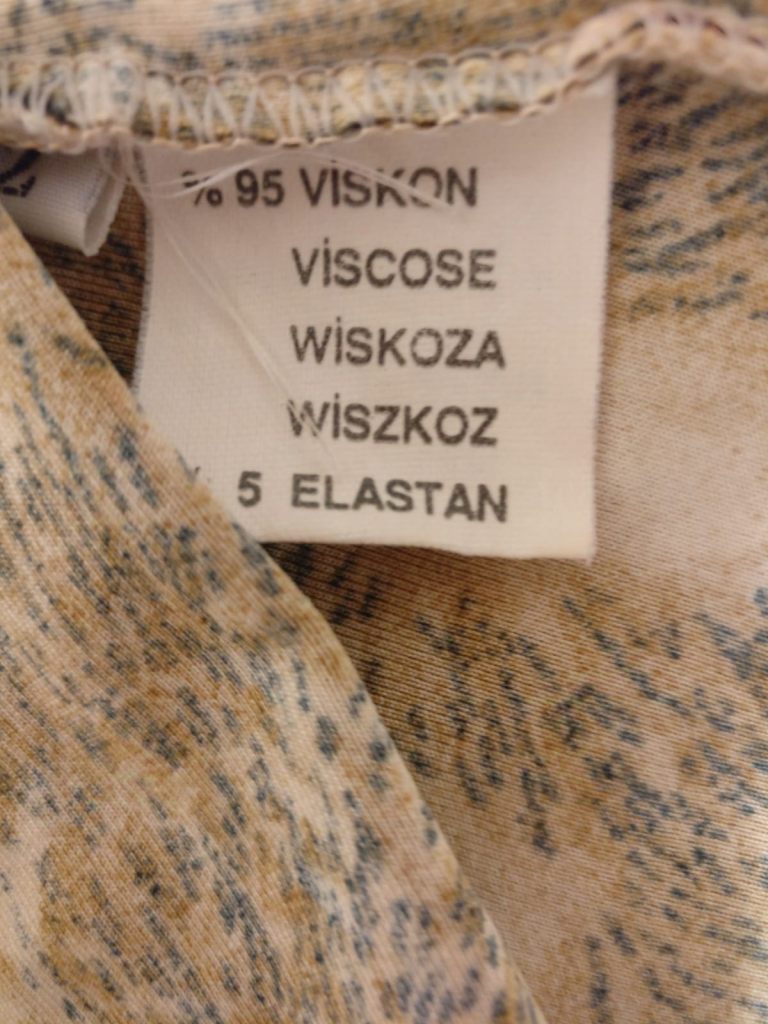 % 95 VİSKON
VİSCOSE
WİSKOZA
WİSZKOZ
5 ELASTAN